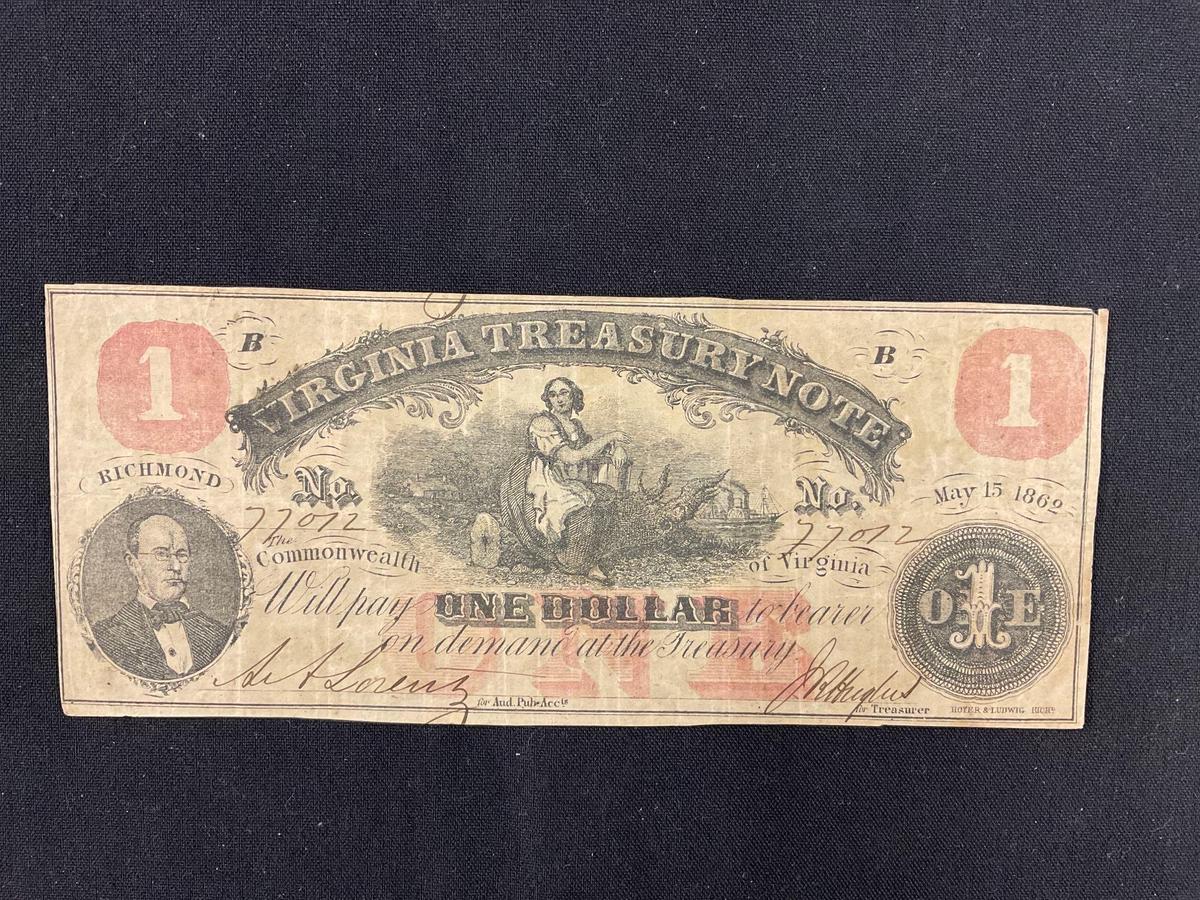 1 B VIRGINIA TREASURY NOTE B 1
RICHMOND No. No. May 15 1862
77012 77012
The Commonwealth of Virginia
Will pay ONE DOLLAR to bearer
on demand at the Treasury
ONE
O1E
for Aud. Pub. Accts
for Treasurer
HOYER & LUDWIG RICHD.